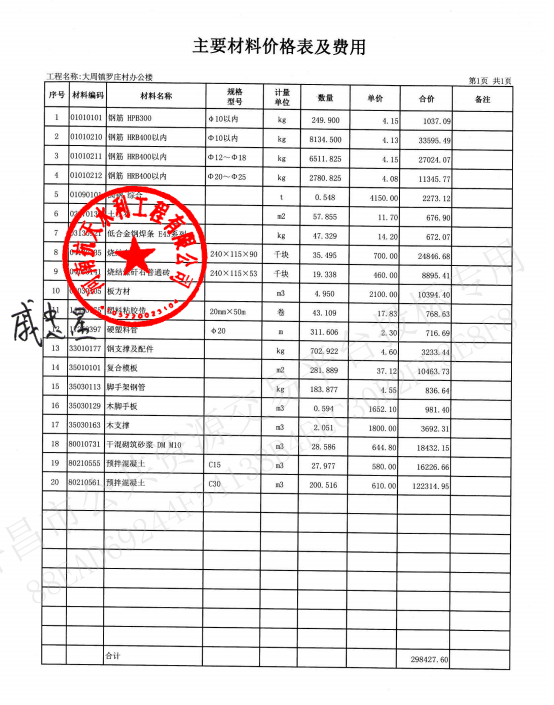 主要材料价格表及费用
工程名称:大周镇罗庄村办公楼 第1页 共1页
序号 材料编码 材料名称 规格型号 计量单位 数量 单价 合价 备注
1 01010101 钢筋 HPB300 Φ10以内 kg 249.900 4.15 1037.09
2 01010210 钢筋 HRB400以内 Φ10以内 kg 8134.500 4.13 33595.49
3 01010211 钢筋 HRB400以内 Φ12～Φ18 kg 6511.825 4.15 27024.07
4 01010212 钢筋 HRB400以内 Φ20～Φ25 kg 2780.825 4.08 11345.77
5 综合 t 0.548 4150.00 2273.12
6 m2 57.855 11.70 676.90
7 低合金钢焊条 kg 47.329 14.20 672.07
8 240×115×90 千块 35.495 700.00 24846.68
9 240×115×53 千块 19.338 460.00 8895.41
10 板方材 m3 4.950 2100.00 10394.40
20mm×50m 卷 43.109 17.83 768.63
硬塑料管 Φ20 m 311.606 2.30 716.69
13 33010177 钢支撑及配件 kg 702.922 4.60 3233.44
14 35010101 复合模板 m2 281.889 37.12 10463.73
15 35030113 脚手架钢管 kg 183.877 4.55 836.64
16 35030129 木脚手板 m3 0.594 1652.10 981.40
17 35030163 木支撑 m3 2.051 1800.00 3692.31
18 80010731 干混砌筑砂浆 DM M10 m3 28.586 644.80 18432.15
19 80210555 预拌混凝土 C15 m3 27.977 580.00 16226.66
20 80210561 预拌混凝土 C30 m3 200.516 610.00 122314.95
合计 298427.60